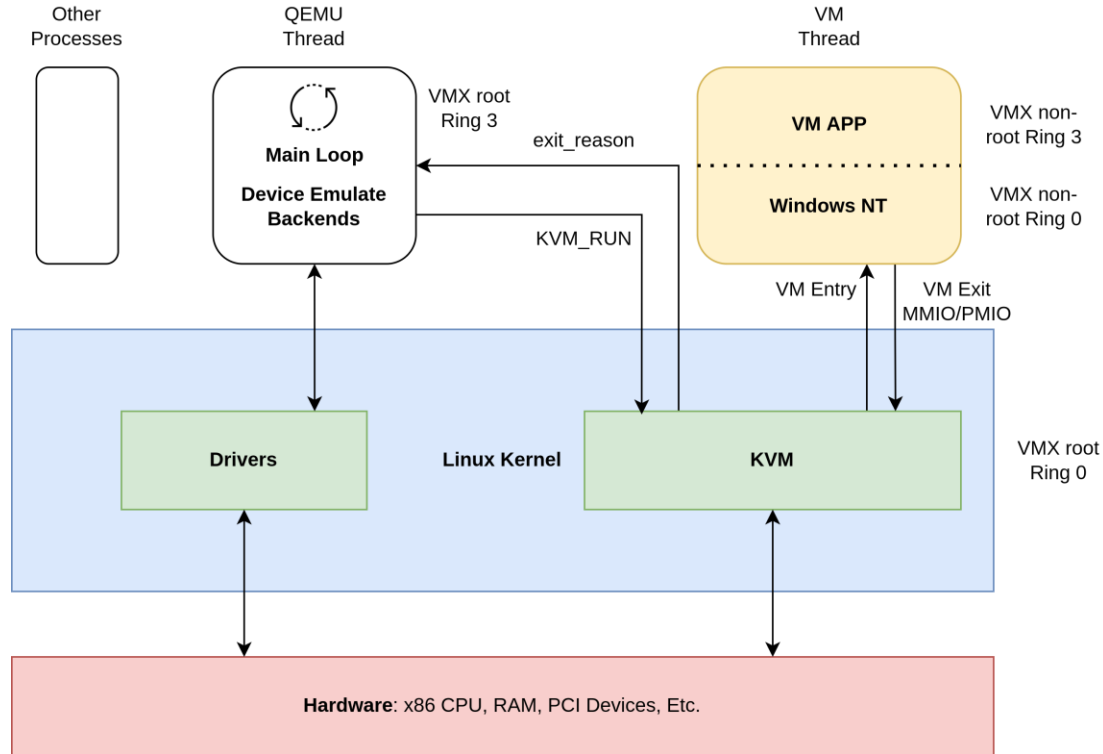 Other
Processes
QEMU
Thread
VM
Thread
Main Loop
Device Emulate
Backends
VMX root
Ring 3
exit_reason
KVM_RUN
VM APP
Windows NT
VMX non-
root Ring 3
VMX non-
root Ring 0
VM Entry
VM Exit
MMIO/PMIO
Drivers
Linux Kernel
KVM
VMX root
Ring 0
Hardware: x86 CPU, RAM, PCI Devices, Etc.